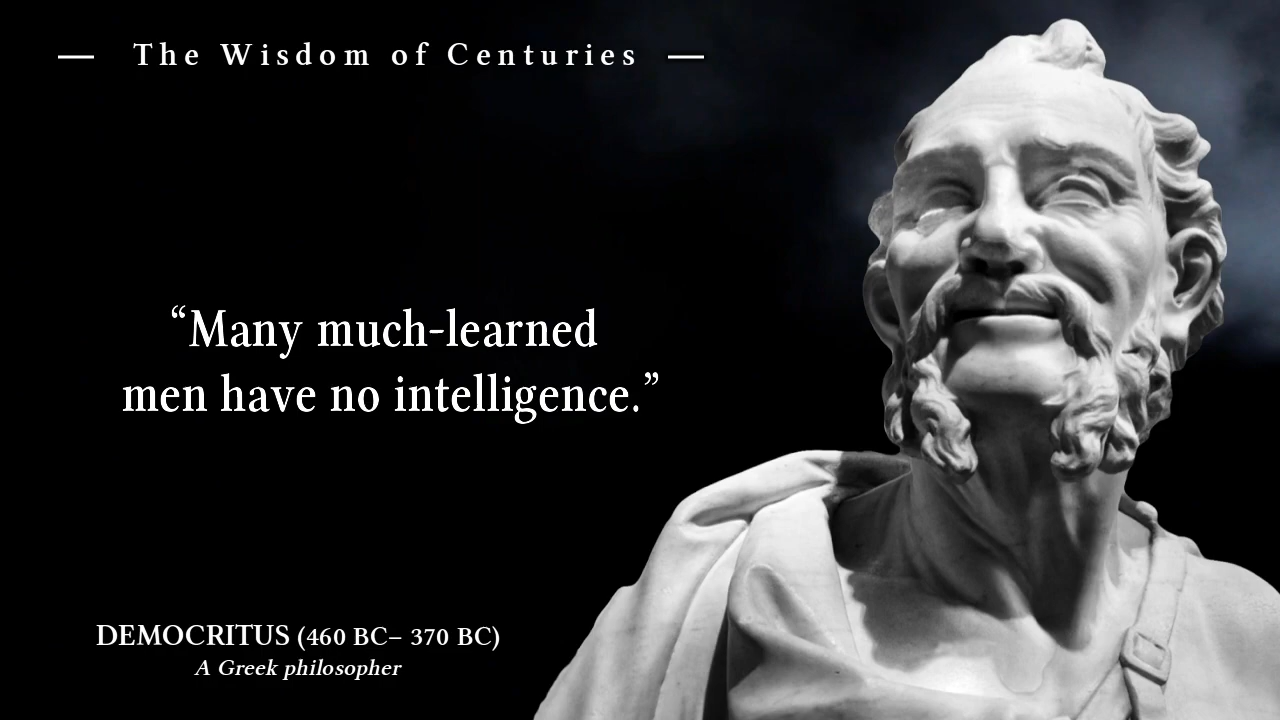 — The Wisdom of Centuries —
“Many much-learned
men have no intelligence.”
DEMOCRITUS (460 BC– 370 BC)
A Greek philosopher